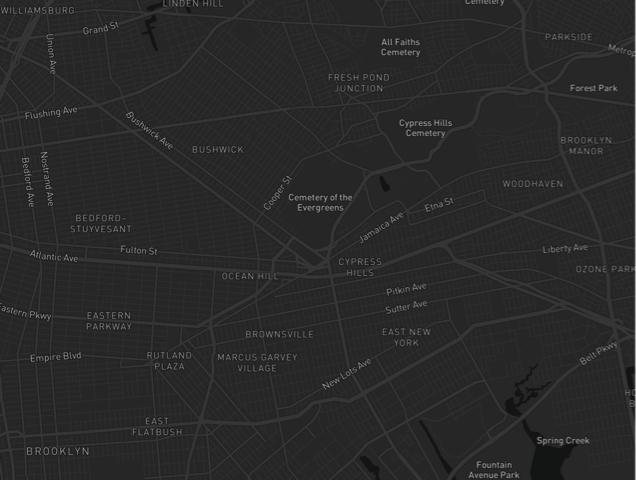 Cemetery
WILLIAMSBURG
LINDEN HILL
Grand St
Union Ave
All Faiths
Cemetery
PARKSIDE
FRESH POND
JUNCTION
Forest Park
Flushing Ave
Bushwick Ave
Cypress Hills
Cemetery
BUSHWICK
BROOKLYN
MANOR
Bedford Ave
Nostrand Ave
Cooper St
WOODHAVEN
Cemetery of the
Evergreens
Etna St
BEDFORD-
STUYVESANT
Jamaica Ave
Fulton St
Atlantic Ave
Liberty Ave
CYPRESS
HILLS
OZONE PARK
OCEAN HILL
Pitkin Ave
Sutter Ave
Eastern Pkwy
EASTERN
PARKWAY
BROWNSVILLE
EAST NEW
YORK
Empire Blvd
RUTLAND
PLAZA
MARCUS GARVEY
VILLAGE
Belt Pkwy
New Lots Ave
EAST
FLATBUSH
BROOKLYN
Spring Creek
Fountain
Avenue Park